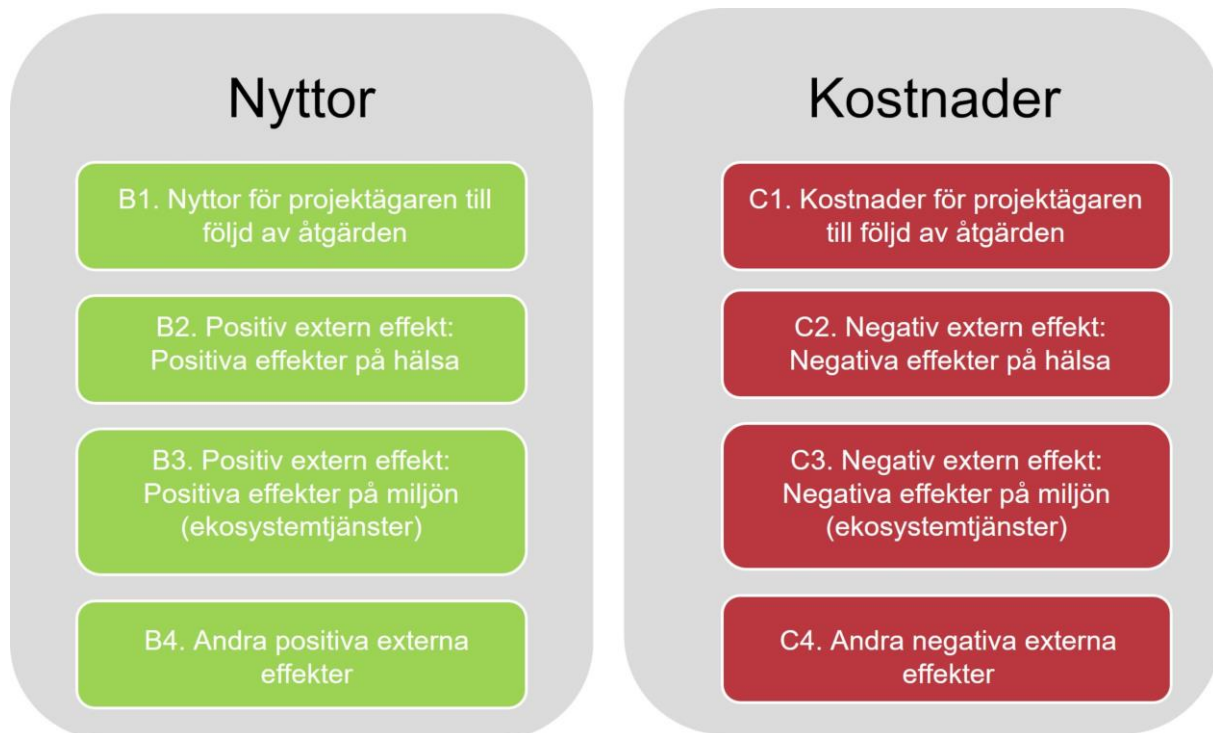 Nyttor
B1. Nyttor för projektägaren till
följd av åtgärden
B2. Positiv extern effekt:
Positiva effekter på hälsa
B3. Positiv extern effekt:
Positiva effekter på miljön
(ekosystemtjänster)
B4. Andra positiva externa
effekter
Kostnader
C1. Kostnader för projektägaren
till följd av åtgärden
C2. Negativ extern effekt:
Negativa effekter på hälsa
C3. Negativ extern effekt:
Negativa effekter på miljön
(ekosystemtjänster)
C4. Andra negativa externa
effekter